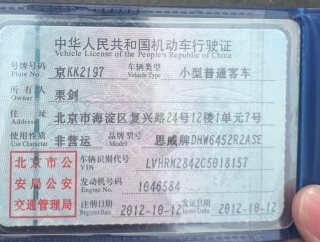 中华人民共和国机动车行驶证
Vehicle License of the People's Republic of China
号牌号码 Plate No. 京KK2197 车辆类型 Vehicle Type 小型普通客车
所有人 Owner 栗剑
住址 北京市海淀区复兴路24号12楼1单元7号
使用性质 Use Character 非营运 品牌型号 Model 思威牌DHW6452R2ASE
车辆识别代号 VIN LVHRM2842C5018157
发动机号码 Engine No. 1046584
注册日期 Register Date 2012-10-12 发证日期 Issue Date 2012-10-12
北京市公
安局公安
交通管理局